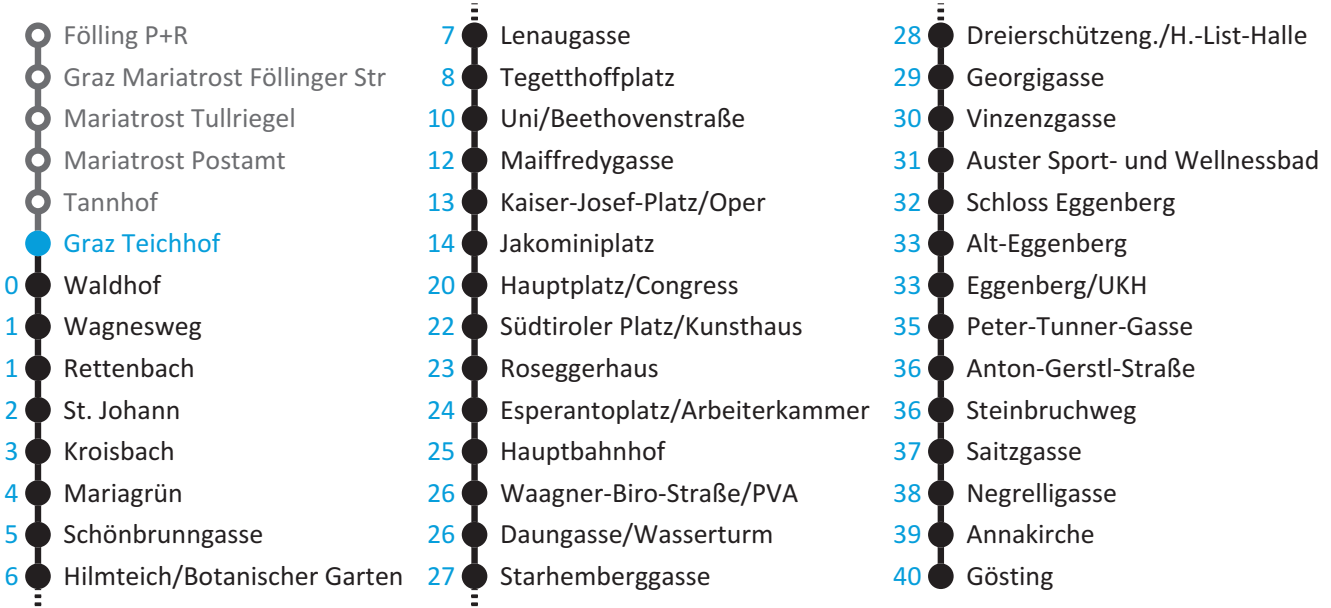 Fölling P+R
Graz Mariatrost Föllinger Str
Mariatrost Tullriegel
Mariatrost Postamt
Tannhof
Graz Teichhof
0 Waldhof
1 Wagnesweg
1 Rettenbach
2 St. Johann
3 Kroisbach
4 Mariagrün
5 Schönbrunngasse
6 Hilmteich/Botanischer Garten
7 Lenaugasse
8 Tegetthoffplatz
10 Uni/Beethovenstraße
12 Maiffredygasse
13 Kaiser-Josef-Platz/Oper
14 Jakominiplatz
20 Hauptplatz/Congress
22 Südtiroler Platz/Kunsthaus
23 Roseggerhaus
24 Esperantoplatz/Arbeiterkammer
25 Hauptbahnhof
26 Waagner-Biro-Straße/PVA
26 Daungasse/Wasserturm
27 Starhemberggasse
28 Dreierschützeng./H.-List-Halle
29 Georgigasse
30 Vinzenzgasse
31 Auster Sport- und Wellnessbad
32 Schloss Eggenberg
33 Alt-Eggenberg
33 Eggenberg/UKH
35 Peter-Tunner-Gasse
36 Anton-Gerstl-Straße
36 Steinbruchweg
37 Saitzgasse
38 Negrelligasse
39 Annakirche
40 Gösting